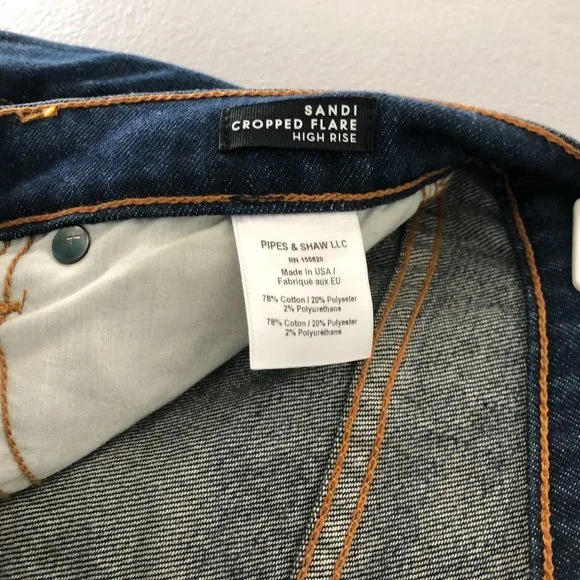 SANDI
CROPPED FLARE
HIGH RISE
PIPES & SHAW LLC
RN 155820
Made in USA /
Fabriqué aux EU
78% Cotton / 20% Polyester
2% Polyurethane
78% Coton / 20% Polyester
2% Polyurethane